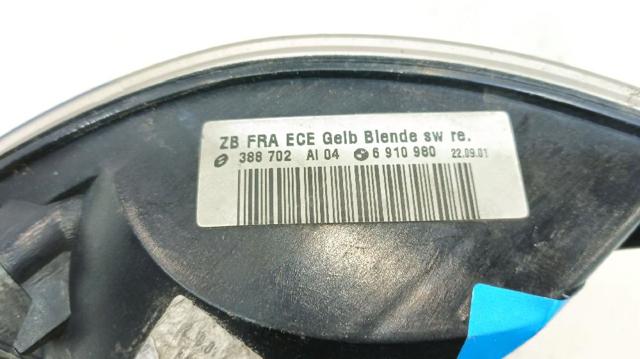 ZB FRA ECE Gelb Blende sw re.
388 702 AI 04 6 910 980 22.09.01